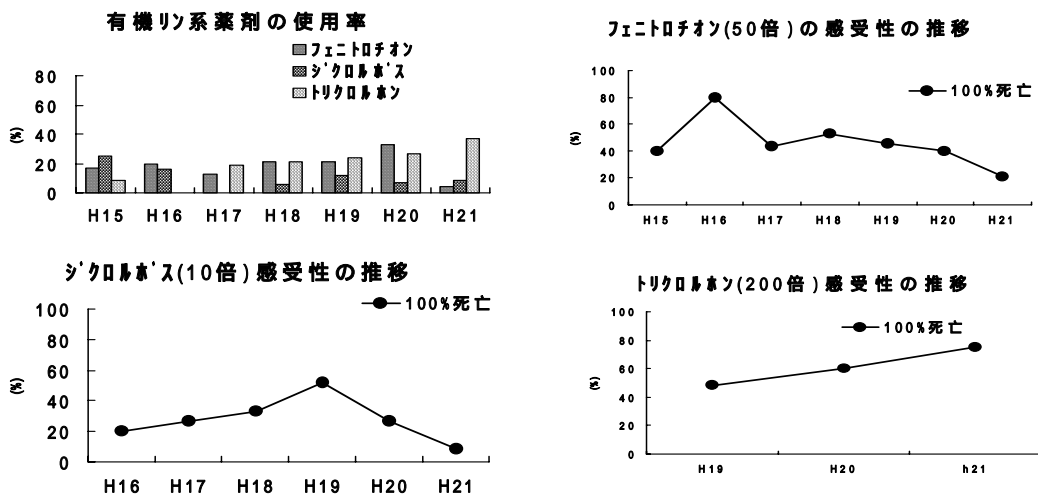 有機リン系薬剤の使用率
フェニトロチオン
ジクロルボス
トリクロルホン
80
60
40
20
0
(%)
H15 H16 H17 H18 H19 H20 H21
フェニトロチオン(50倍)の感受性の推移
100%死亡
100
80
60
40
20
0
(%)
H15 H16 H17 H18 H19 H20 H21
ジクロルボス(10倍)感受性の推移
100%死亡
100
80
60
40
20
0
(%)
H16 H17 H18 H19 H20 H21
トリクロルホン(200倍)感受性の推移
100%死亡
100
80
60
40
20
0
(%)
H19 H20 h21